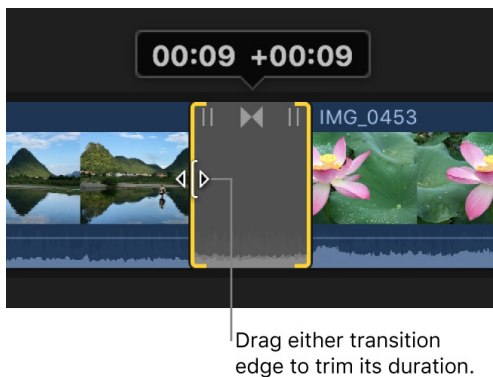 00:09 +00:09
IMG_0453
Drag either transition
edge to trim its duration.